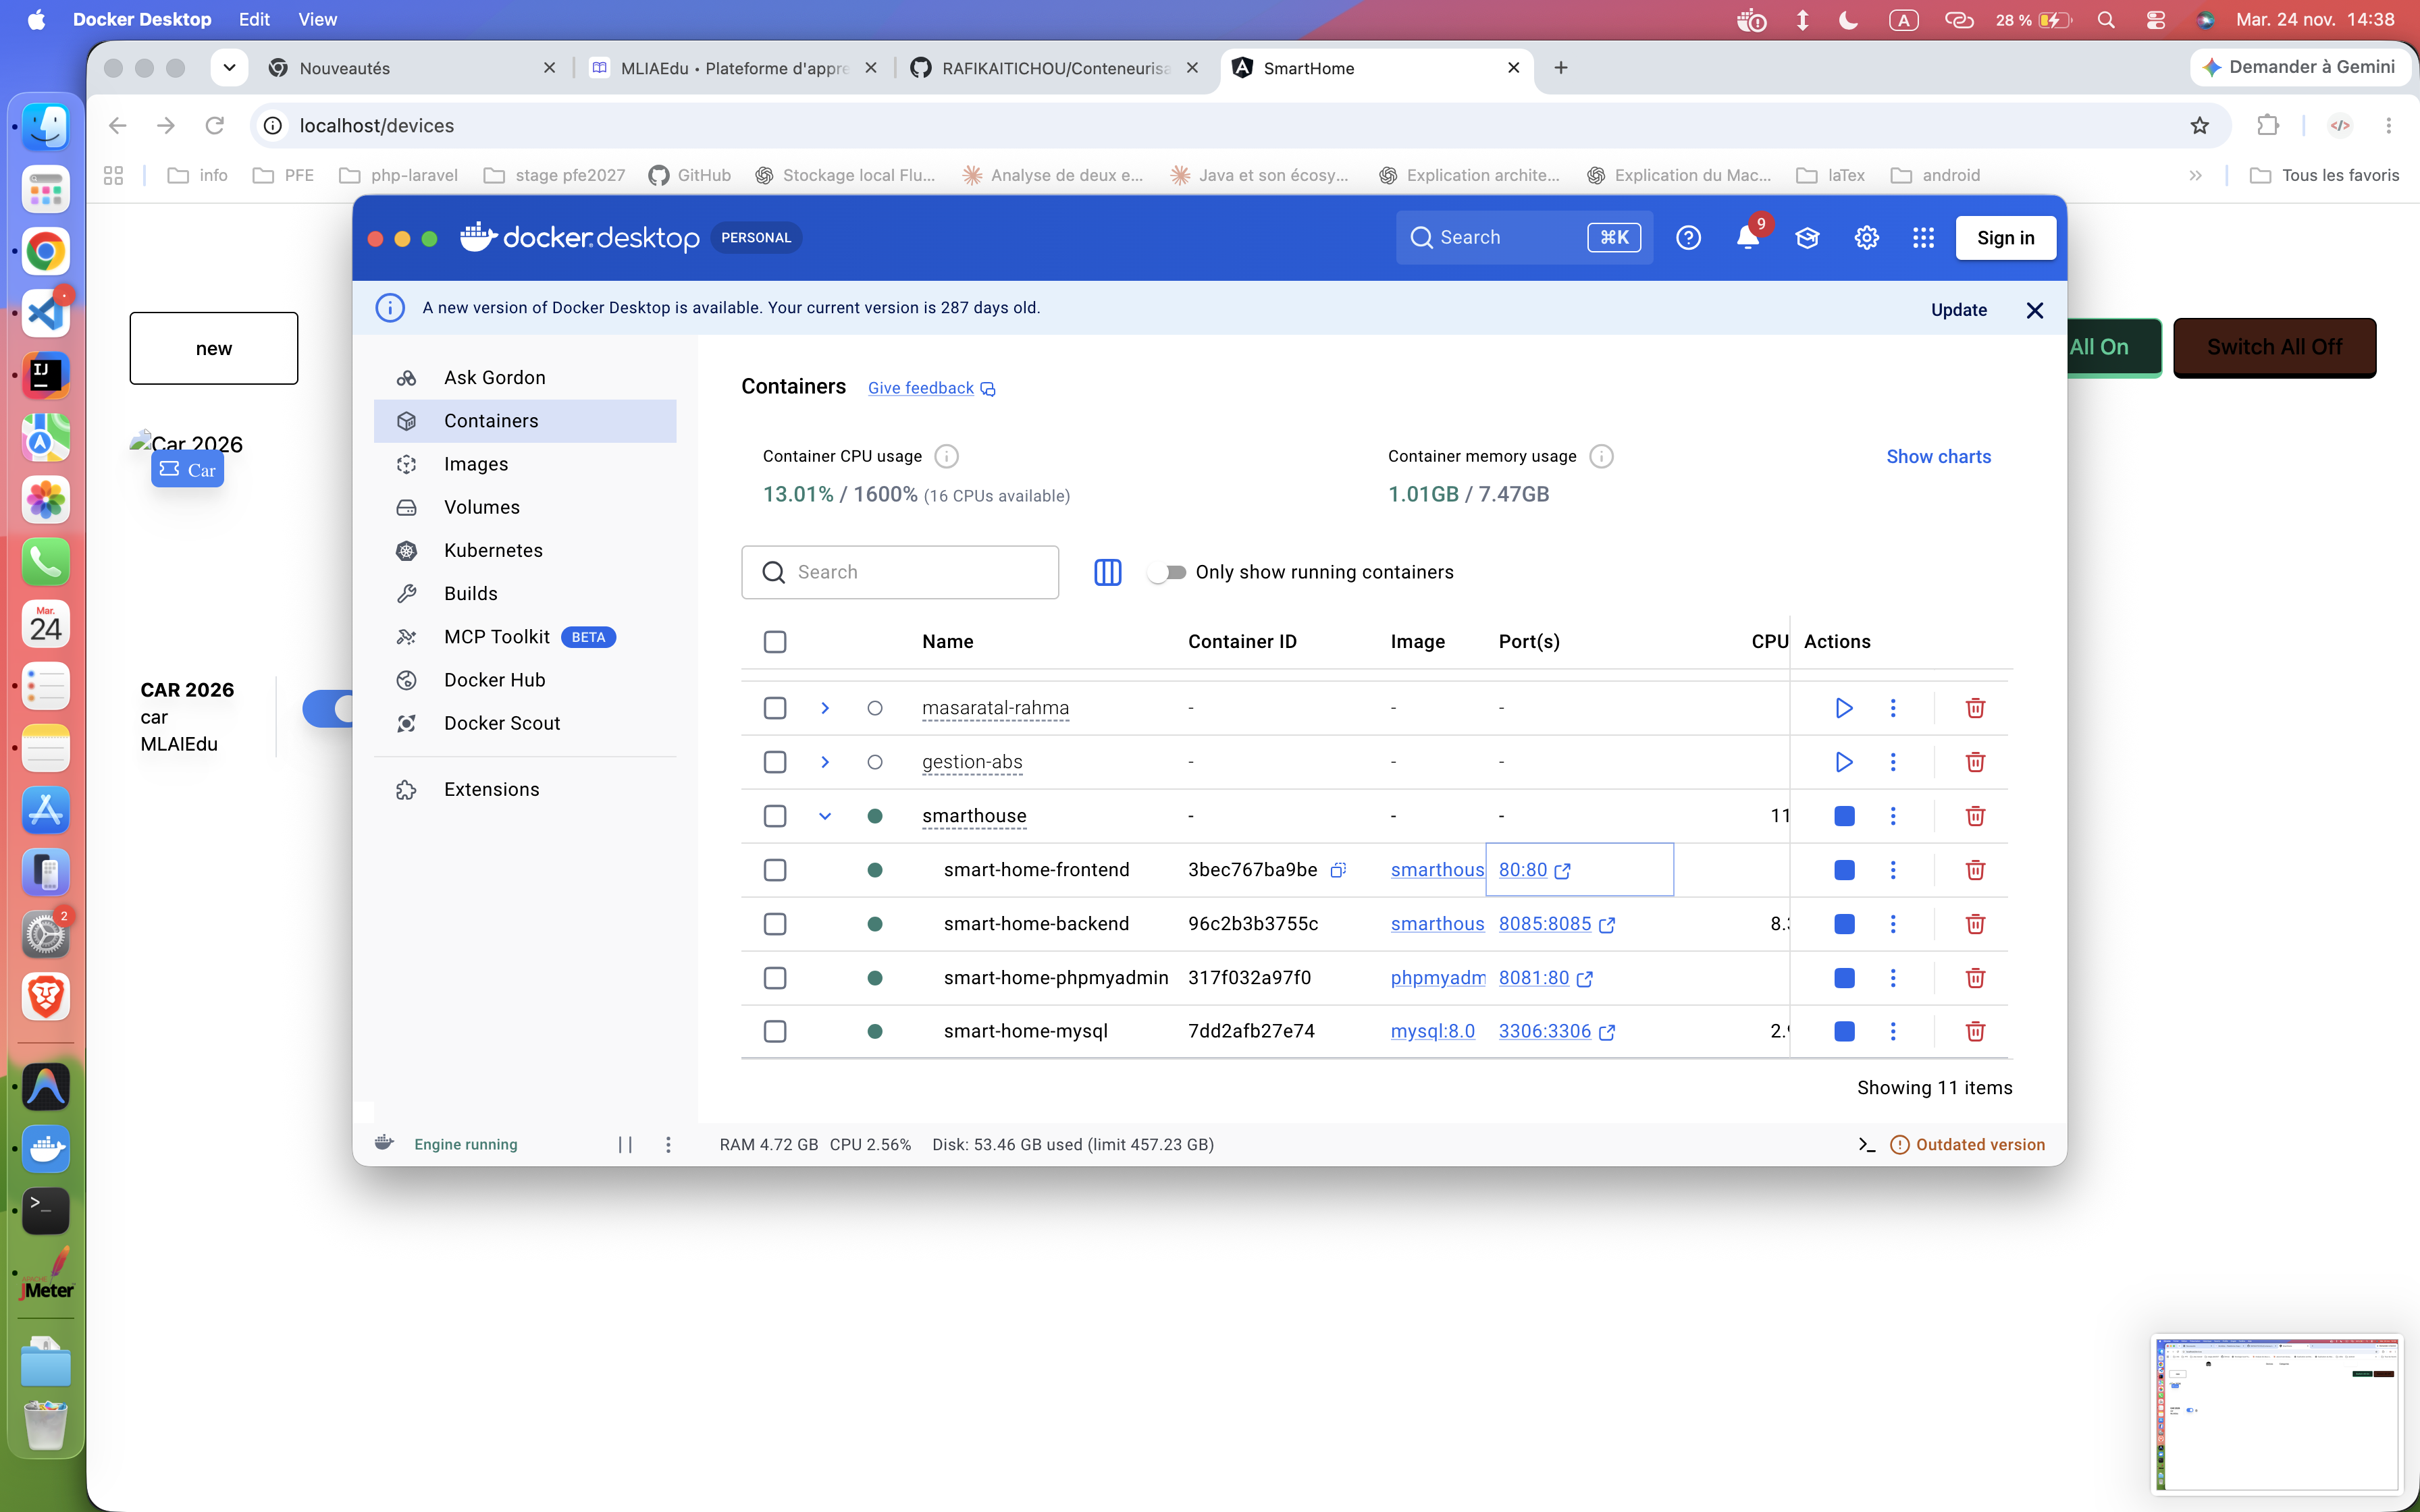 Docker Desktop Edit View A 28 % Mar. 24 nov. 14:38
Nouveautés MLIAEdu • Plateforme d'appre RAFIKAITICHOU/Conteneurisa SmartHome Demander à Gemini
localhost/devices
info PFE php-laravel stage pfe2027 GitHub Stockage local Flu... Analyse de deux e... Java et son écosy... Explication archite... Explication du Mac... laTex android Tous les favoris
docker.desktop PERSONAL Search ⌘K 9 Sign in
A new version of Docker Desktop is available. Your current version is 287 days old. Update
new
All On
Switch All Off
Car 2026
Car
CAR 2026
car
MLAIEdu
Ask Gordon
Containers
Images
Volumes
Kubernetes
Builds
MCP Toolkit BETA
Docker Hub
Docker Scout
Extensions
Containers Give feedback
Container CPU usage
13.01% / 1600% (16 CPUs available)
Container memory usage
1.01GB / 7.47GB
Show charts
Search Only show running containers
Name Container ID Image Port(s) CPU Actions
masaratal-rahma - - -
gestion-abs - - -
smarthouse - - - 11
smart-home-frontend 3bec767ba9be smarthous 80:80
smart-home-backend 96c2b3b3755c smarthous 8085:8085 8.
smart-home-phpmyadmin 317f032a97f0 phpmyadm 8081:80
smart-home-mysql 7dd2afb27e74 mysql:8.0 3306:3306 2.
Showing 11 items
Engine running RAM 4.72 GB CPU 2.56% Disk: 53.46 GB used (limit 457.23 GB) Outdated version
IJ
Mar.
24
2
JMeter